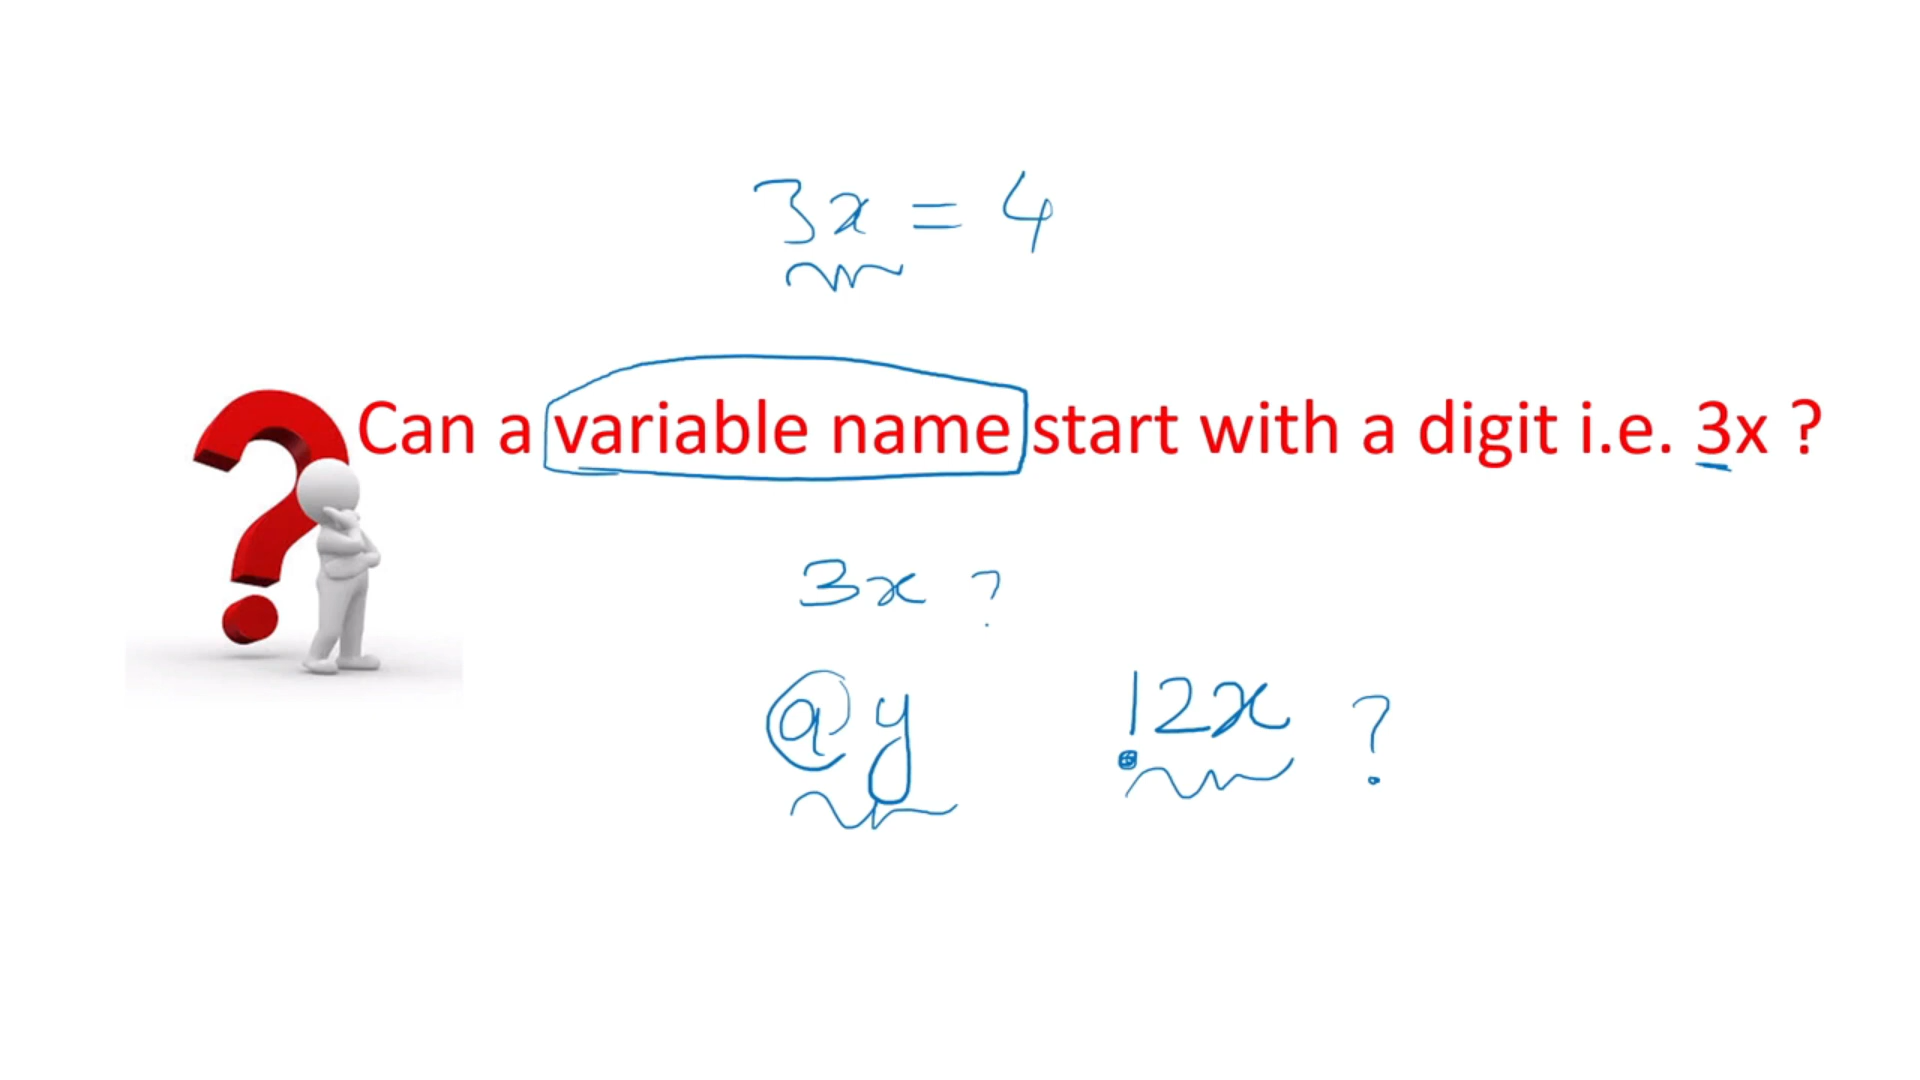 3x = 4
Can a variable name start with a digit i.e. 3x ?
3x ?
@y 12x ?